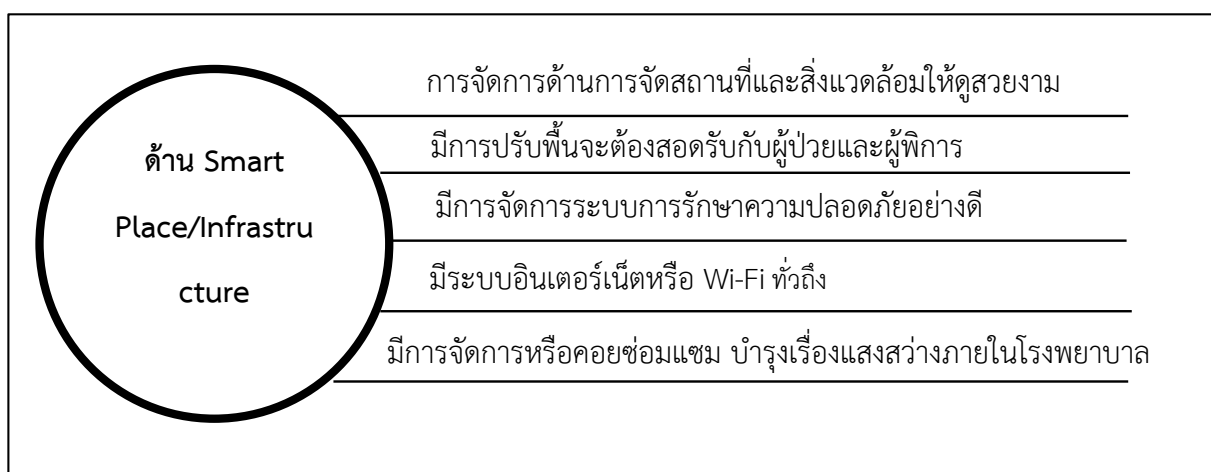 ด้าน Smart
Place/Infrastru
cture
การจัดการด้านการจัดสถานที่และสิ่งแวดล้อมให้ดูสวยงาม
มีการปรับพื้นจะต้องสอดรับกับผู้ป่วยและผู้พิการ
มีการจัดการระบบการรักษาความปลอดภัยอย่างดี
มีระบบอินเตอร์เน็ตหรือ Wi-Fi ทั่วถึง
มีการจัดการหรือคอยซ่อมแซม บำรุงเรื่องแสงสว่างภายในโรงพยาบาล